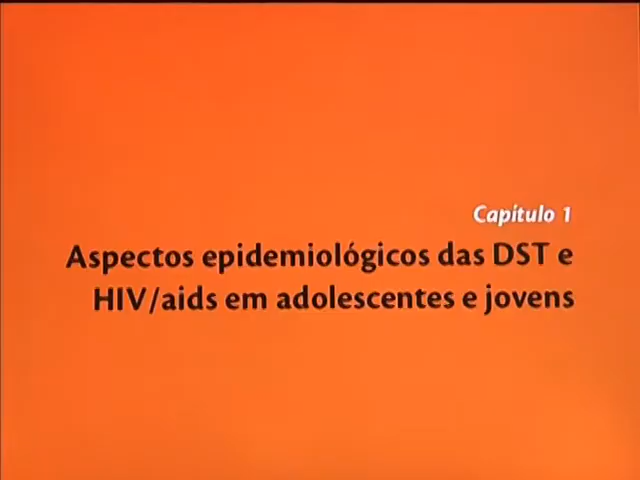 Capítulo 1
Aspectos epidemiológicos das DST e
HIV/aids em adolescentes e jovens